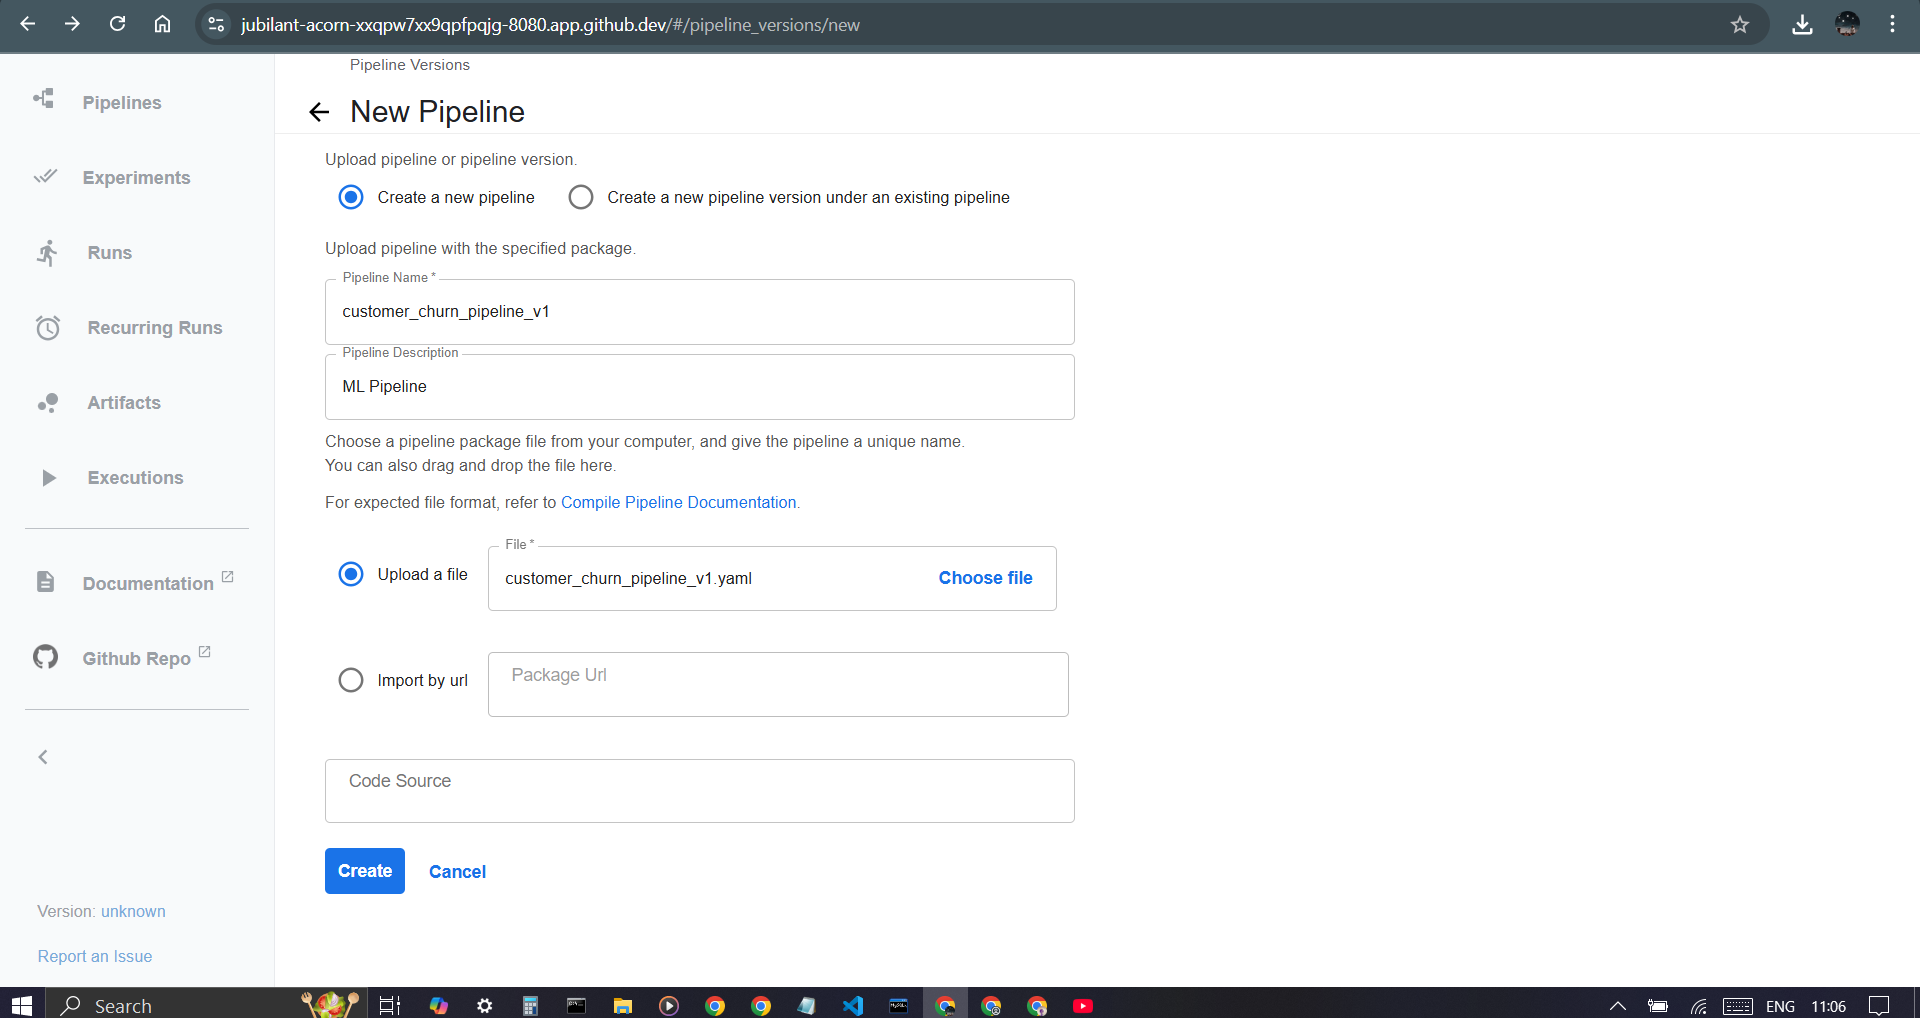 jubilant-acorn-xxqpw7xx9qpfpqjg-8080.app.github.dev/#/pipeline_versions/new
Pipelines
Experiments
Runs
Recurring Runs
Artifacts
Executions
Documentation
Github Repo
Version: unknown
Report an Issue
Pipeline Versions
New Pipeline
Upload pipeline or pipeline version.
Create a new pipeline Create a new pipeline version under an existing pipeline
Upload pipeline with the specified package.
Pipeline Name *
customer_churn_pipeline_v1
Pipeline Description
ML Pipeline
Choose a pipeline package file from your computer, and give the pipeline a unique name.
You can also drag and drop the file here.
For expected file format, refer to Compile Pipeline Documentation.
File *
Upload a file customer_churn_pipeline_v1.yaml Choose file
Import by url Package Url
Code Source
Create Cancel
Search ENG 11:06